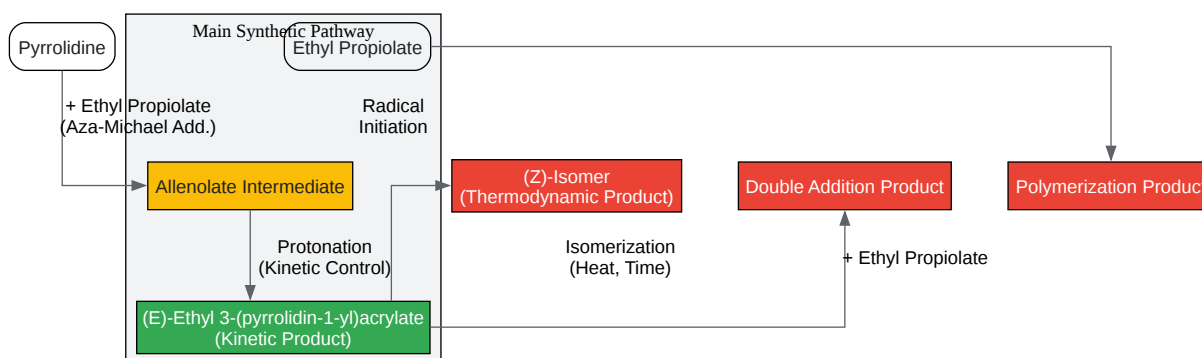 Main Synthetic Pathway
Pyrrolidine
Ethyl Propiolate
+ Ethyl Propiolate
(Aza-Michael Add.)
Radical
Initiation
Allenolate Intermediate
(Z)-Isomer
(Thermodynamic Product)
Double Addition Product
Polymerization Product
Protonation
(Kinetic Control)
Isomerization
(Heat, Time)
+ Ethyl Propiolate
(E)-Ethyl 3-(pyrrolidin-1-yl)acrylate
(Kinetic Product)